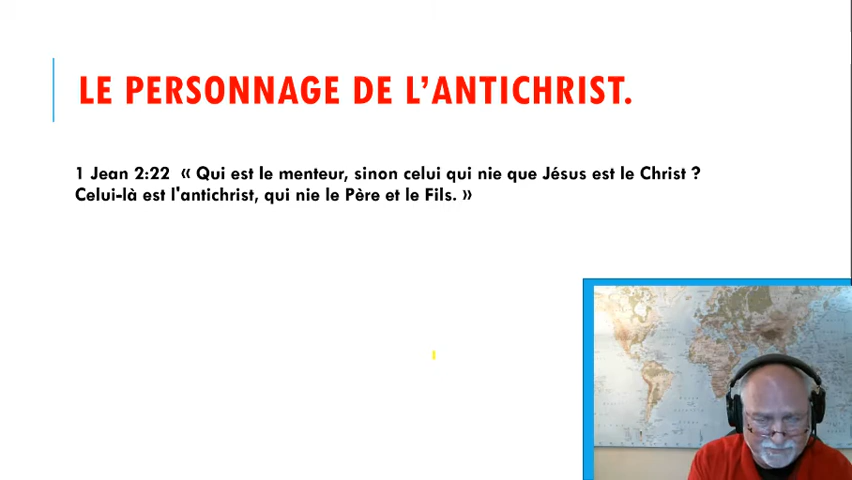 LE PERSONNAGE DE L’ANTICHRIST.
1 Jean 2:22 « Qui est le menteur, sinon celui qui nie que Jésus est le Christ ?
Celui-là est l'antichrist, qui nie le Père et le Fils. »